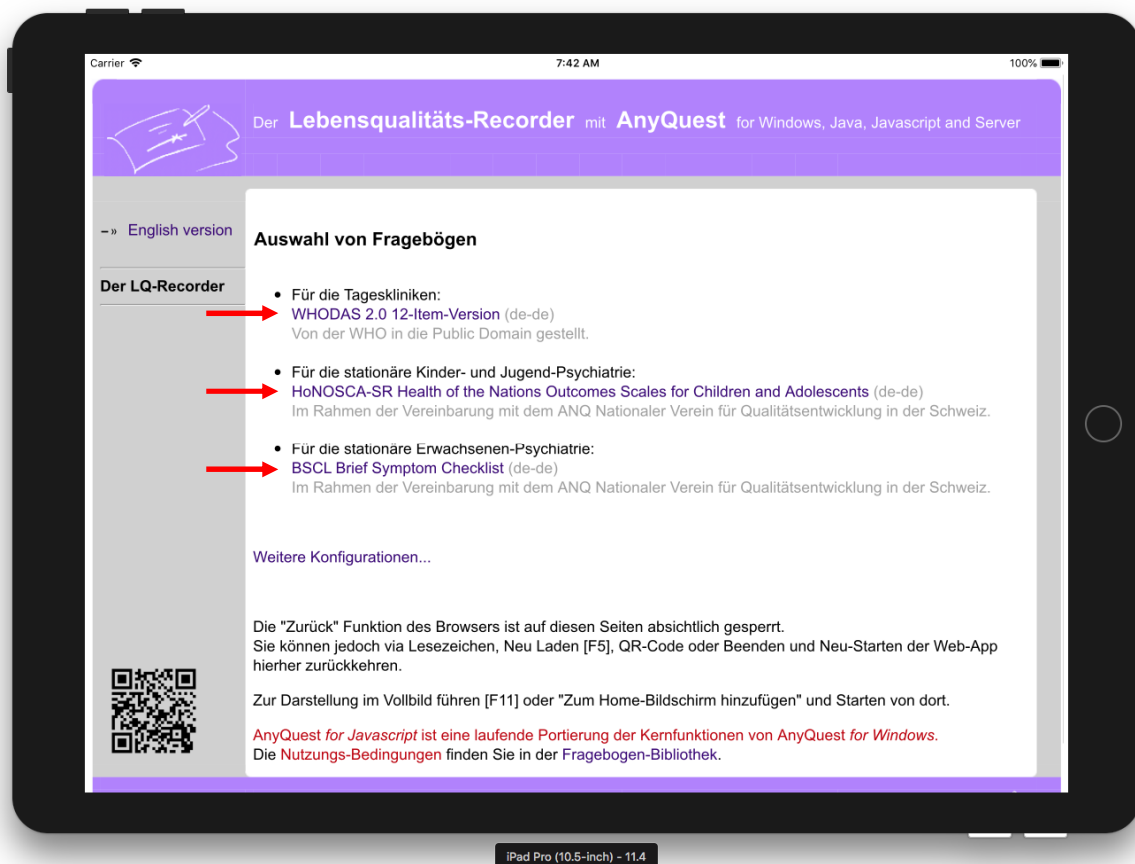 Carrier
7:42 AM
100%
Der Lebensqualitäts-Recorder mit AnyQuest for Windows, Java, Javascript and Server
–» English version
Der LQ-Recorder
Auswahl von Fragebögen
• Für die Tageskliniken:
WHODAS 2.0 12-Item-Version (de-de)
Von der WHO in die Public Domain gestellt.
• Für die stationäre Kinder- und Jugend-Psychiatrie:
HoNOSCA-SR Health of the Nations Outcomes Scales for Children and Adolescents (de-de)
Im Rahmen der Vereinbarung mit dem ANQ Nationaler Verein für Qualitätsentwicklung in der Schweiz.
• Für die stationäre Erwachsenen-Psychiatrie:
BSCL Brief Symptom Checklist (de-de)
Im Rahmen der Vereinbarung mit dem ANQ Nationaler Verein für Qualitätsentwicklung in der Schweiz.
Weitere Konfigurationen...
Die "Zurück" Funktion des Browsers ist auf diesen Seiten absichtlich gesperrt.
Sie können jedoch via Lesezeichen, Neu Laden [F5], QR-Code oder Beenden und Neu-Starten der Web-App
hierher zurückkehren.
Zur Darstellung im Vollbild führen [F11] oder "Zum Home-Bildschirm hinzufügen" und Starten von dort.
AnyQuest for Javascript ist eine laufende Portierung der Kernfunktionen von AnyQuest for Windows.
Die Nutzungs-Bedingungen finden Sie in der Fragebogen-Bibliothek.
iPad Pro (10.5-inch) - 11.4